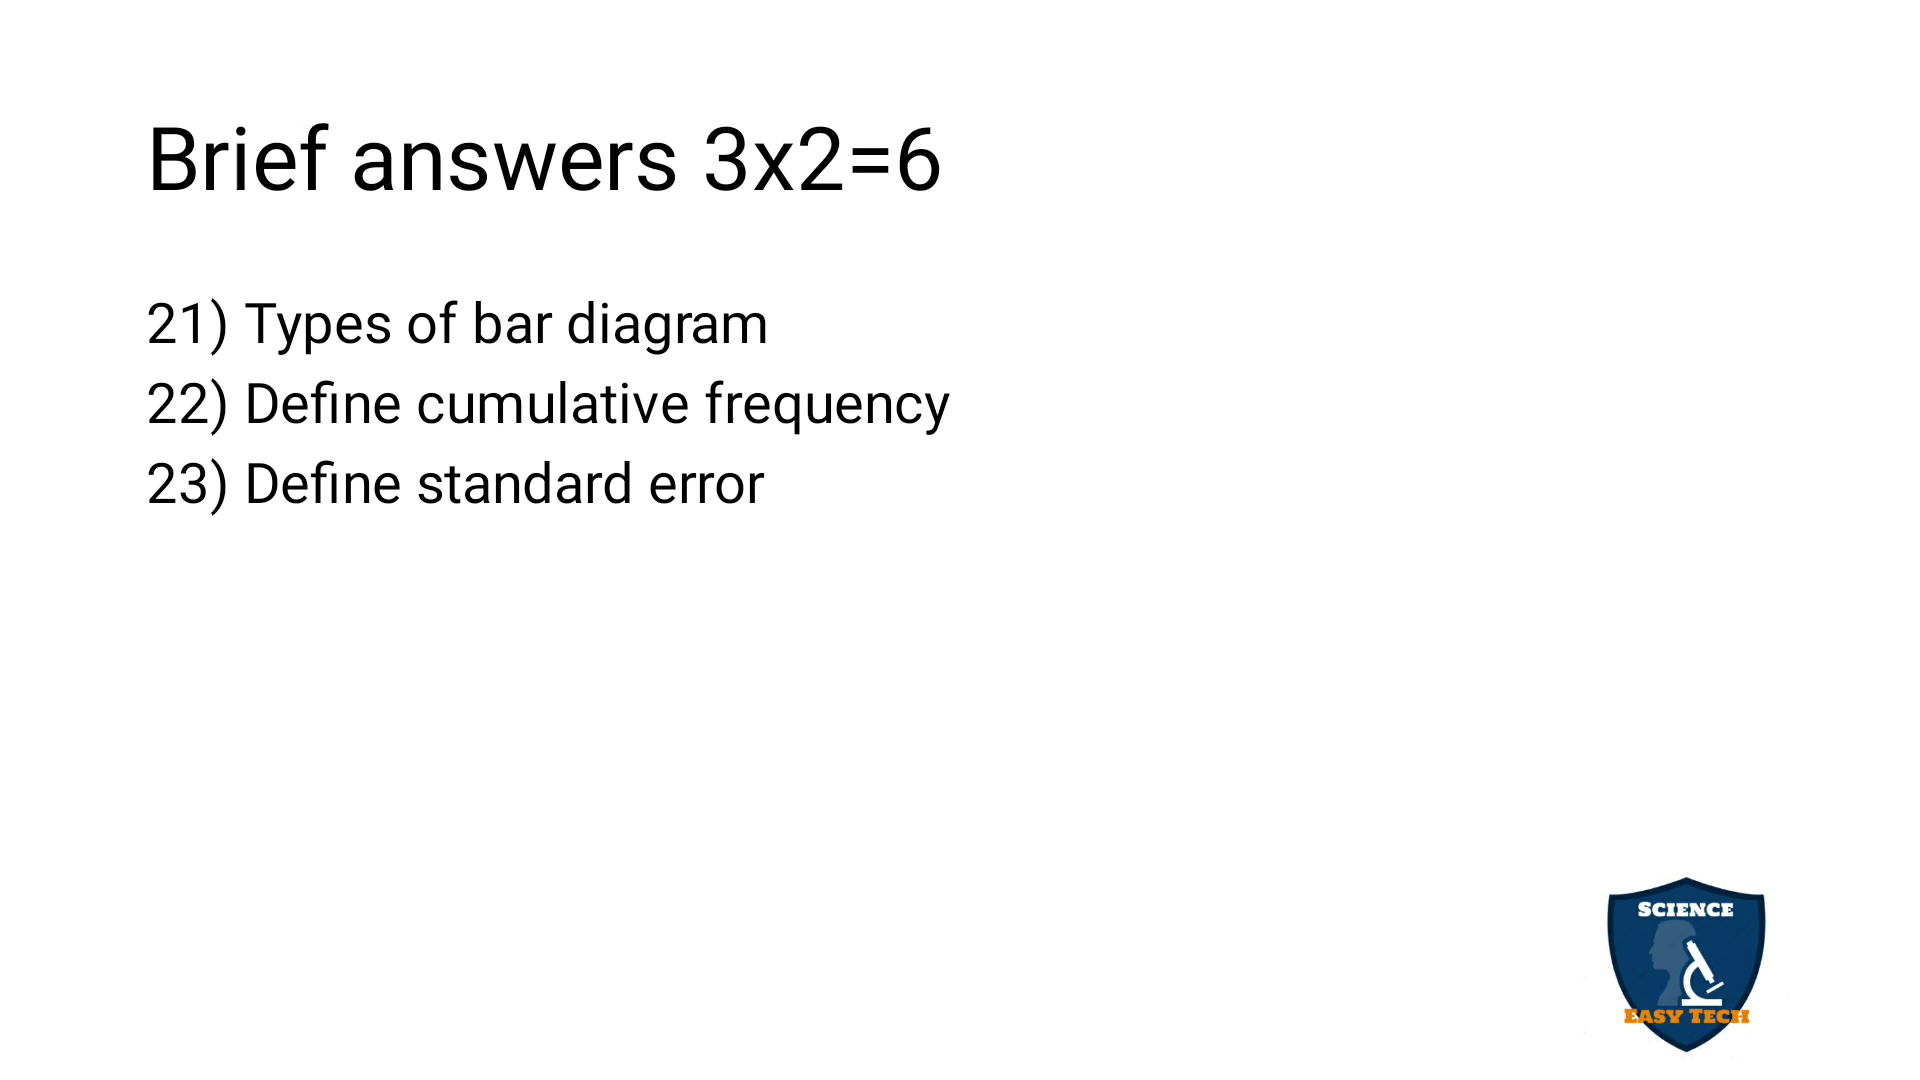 Brief answers 3x2=6
21) Types of bar diagram
22) Define cumulative frequency
23) Define standard error
SCIENCE
EASY TECH